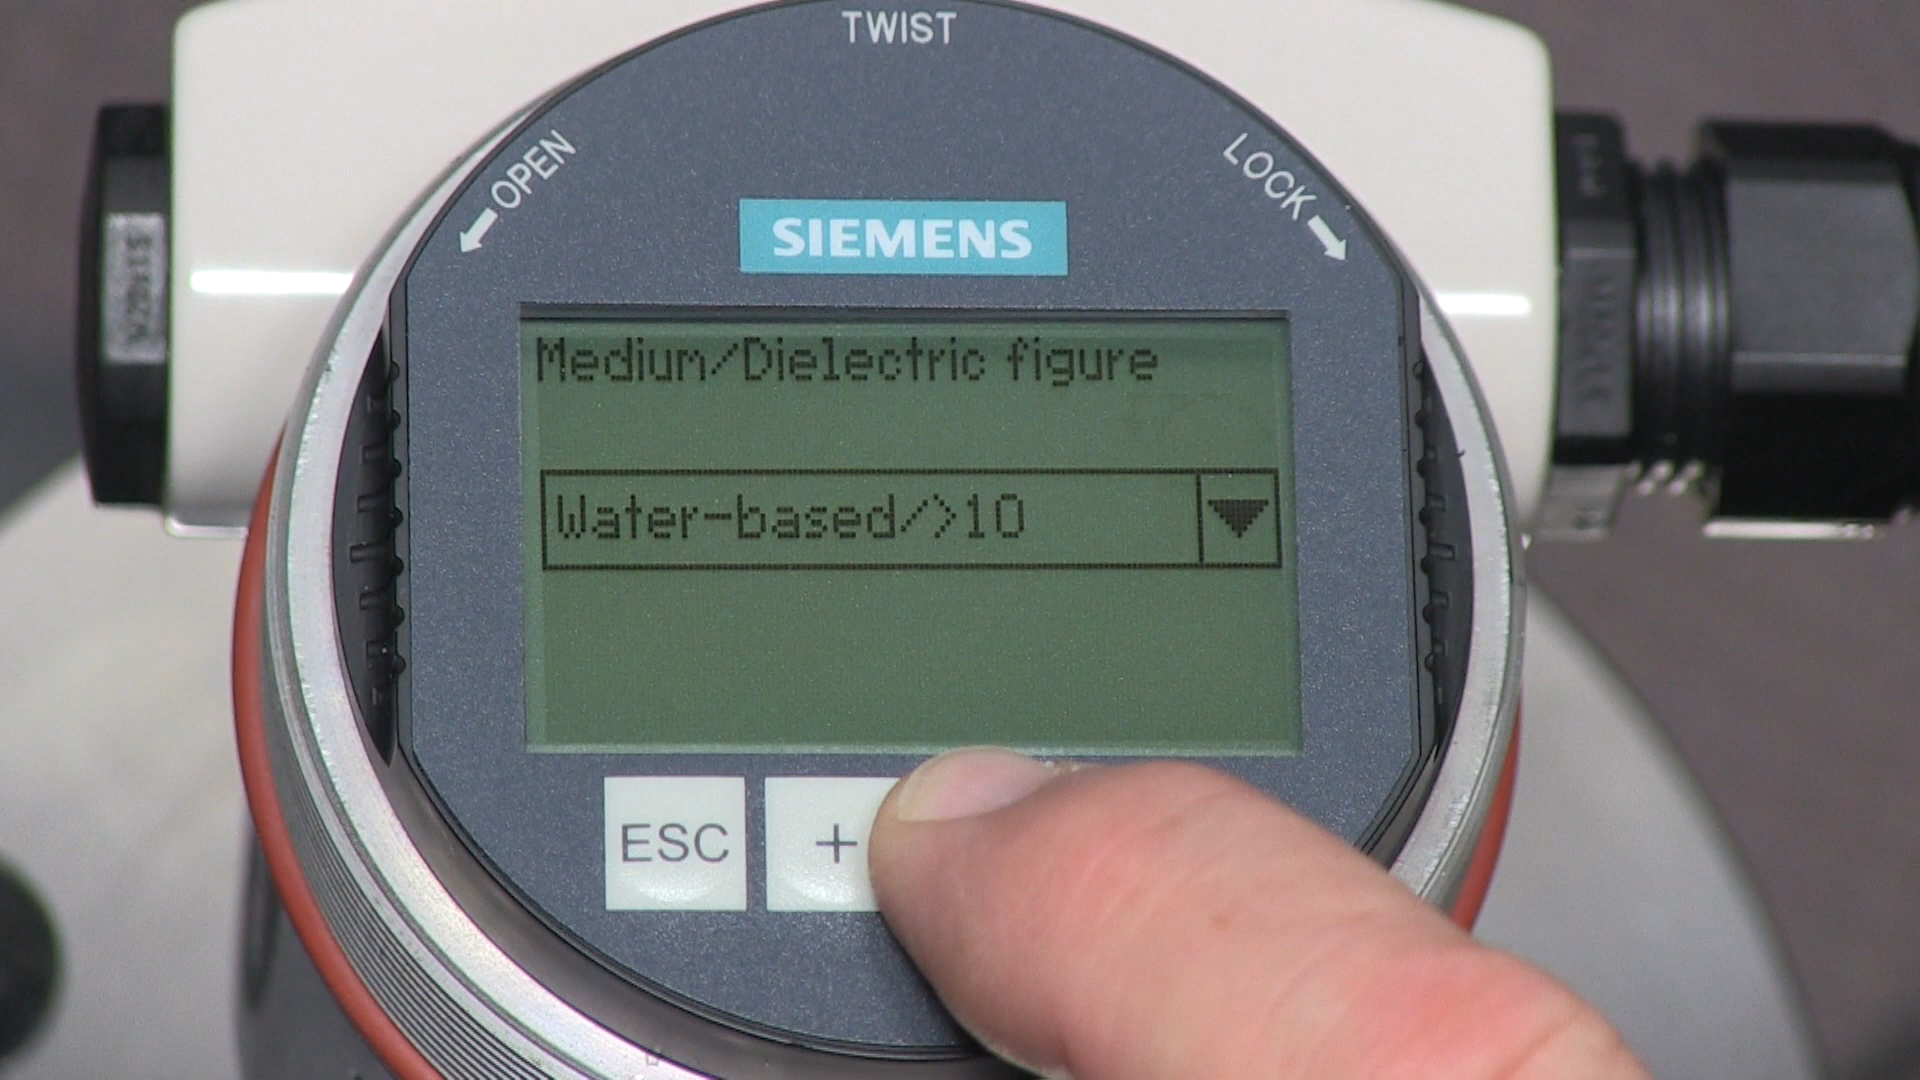 TWIST
OPEN
LOCK
SIEMENS
Medium/Dielectric figure
Water-based/>10
ESC
+